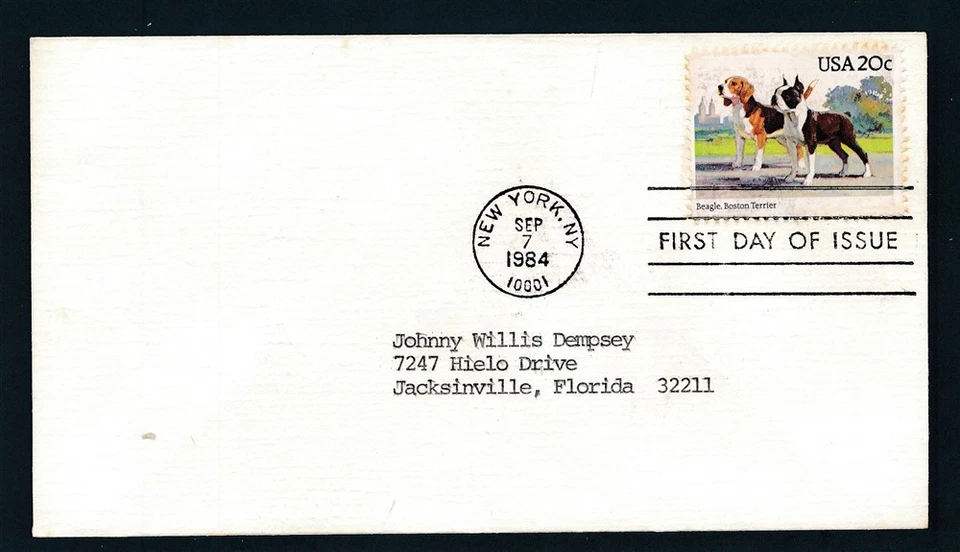 USA 20c
Beagle, Boston Terrier
NEW YORK, NY
SEP
7
1984
10001
FIRST DAY OF ISSUE
Johnny Willis Dempsey
7247 Hielo Drive
Jacksinville, Florida 32211